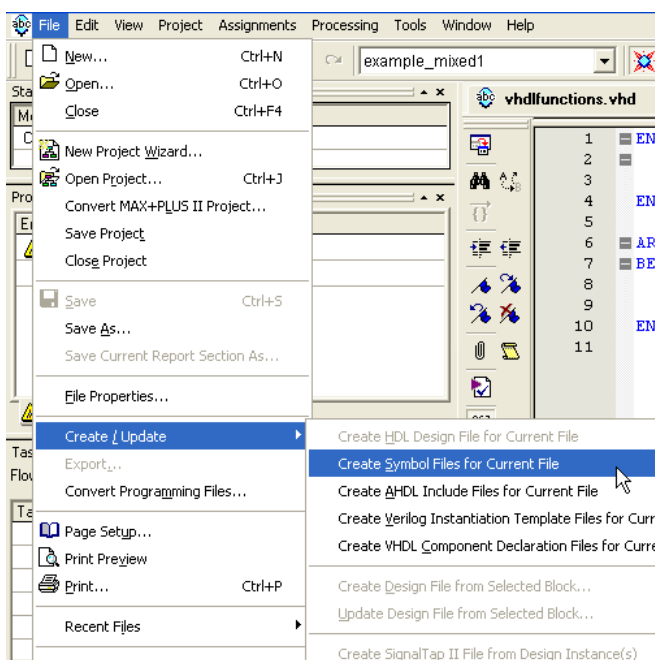 File Edit View Project Assignments Processing Tools Window Help
New... Ctrl+N
example_mixed1
Open... Ctrl+O
Close Ctrl+F4
vhdlfunctions.vhd
New Project Wizard...
Open Project... Ctrl+J
Convert MAX+PLUS II Project...
Save Project
Close Project
Save Ctrl+S
Save As...
Save Current Report Section As...
File Properties...
Create / Update
Export...
Convert Programming Files...
Page Setup...
Print Preview
Print... Ctrl+P
Recent Files
Create HDL Design File for Current File
Create Symbol Files for Current File
Create AHDL Include Files for Current File
Create Verilog Instantiation Template Files for Curr
Create VHDL Component Declaration Files for Curre
Create Design File from Selected Block...
Update Design File from Selected Block...
Create SignalTap II File from Design Instance(s)
1 EN
2
3
4 EN
5
6 AR
7 BE
8
9
10 EN
11
Sta
Pro
Tas
Flov
Ta